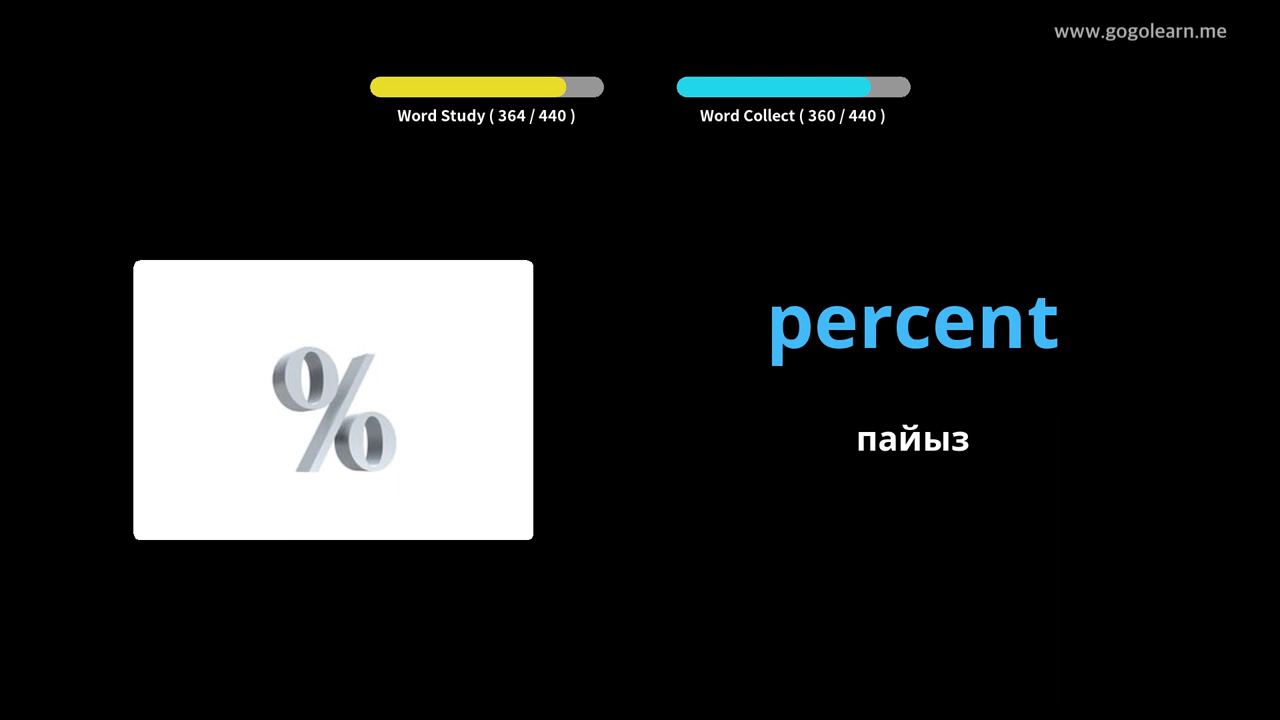 www.gogolearn.me
Word Study ( 364 / 440 )
Word Collect ( 360 / 440 )
%
percent
пайыз